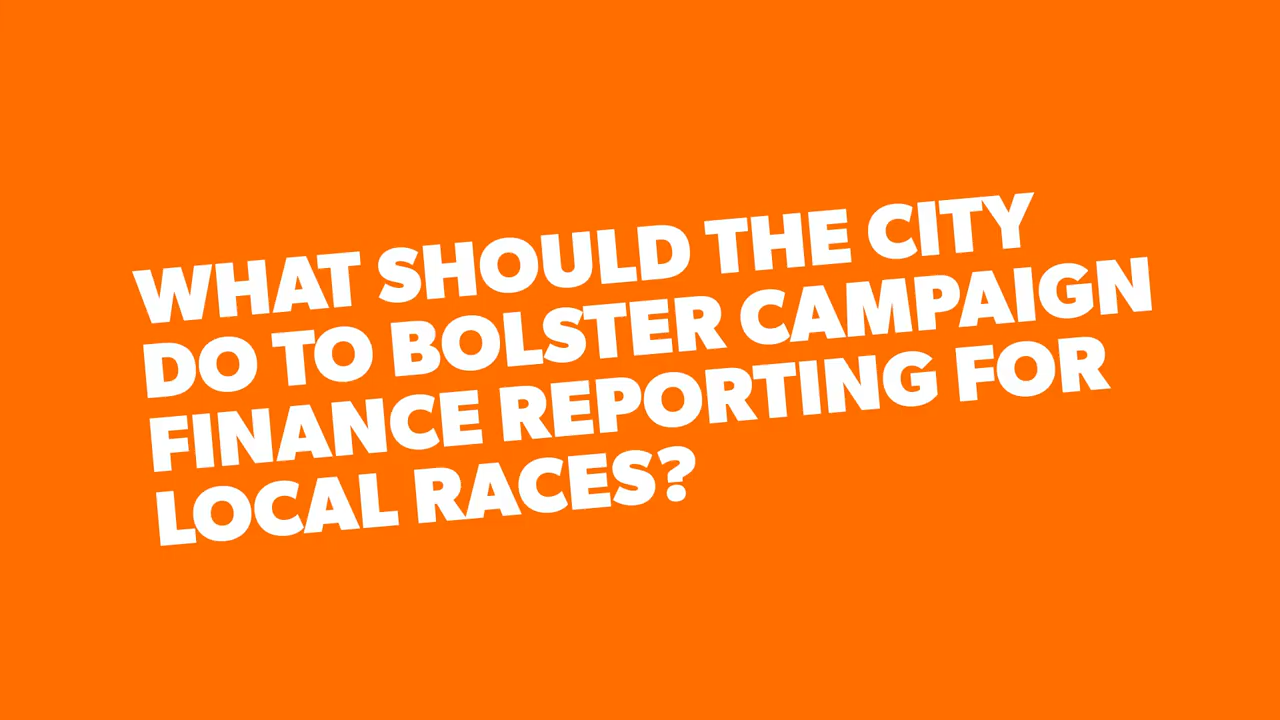 WHAT SHOULD THE CITY
DO TO BOLSTER CAMPAIGN
FINANCE REPORTING FOR
LOCAL RACES?